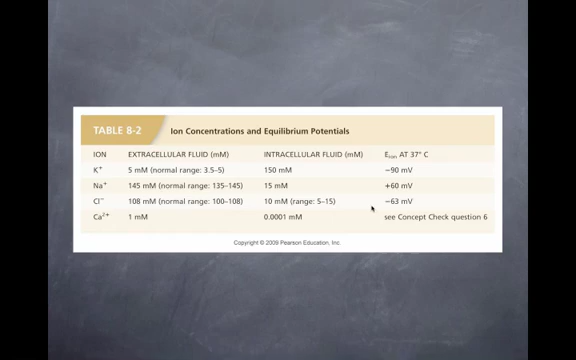 TABLE 8-2 Ion Concentrations and Equilibrium Potentials
ION EXTRACELLULAR FLUID (mM) INTRACELLULAR FLUID (mM) Eion AT 37° C
K+ 5 mM (normal range: 3.5–5) 150 mM −90 mV
Na+ 145 mM (normal range: 135–145) 15 mM +60 mV
Cl− 108 mM (normal range: 100–108) 10 mM (range: 5–15) −63 mV
Ca2+ 1 mM 0.0001 mM see Concept Check question 6
Copyright © 2009 Pearson Education, Inc.